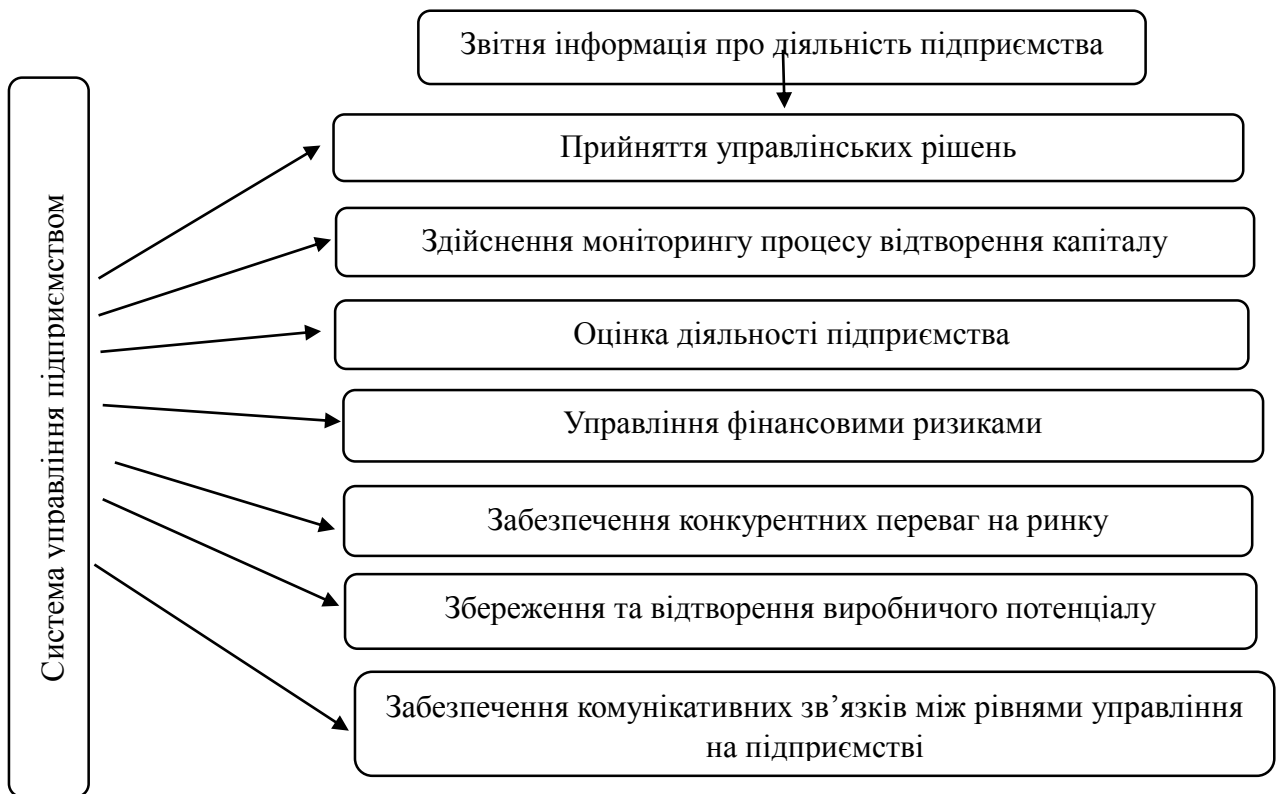 Звітня інформація про діяльність підприємства
Система управління підприємством
Прийняття управлінських рішень
Здійснення моніторингу процесу відтворення капіталу
Оцінка діяльності підприємства
Управління фінансовими ризиками
Забезпечення конкурентних переваг на ринку
Збереження та відтворення виробничого потенціалу
Забезпечення комунікативних зв’язків між рівнями управління
на підприємстві